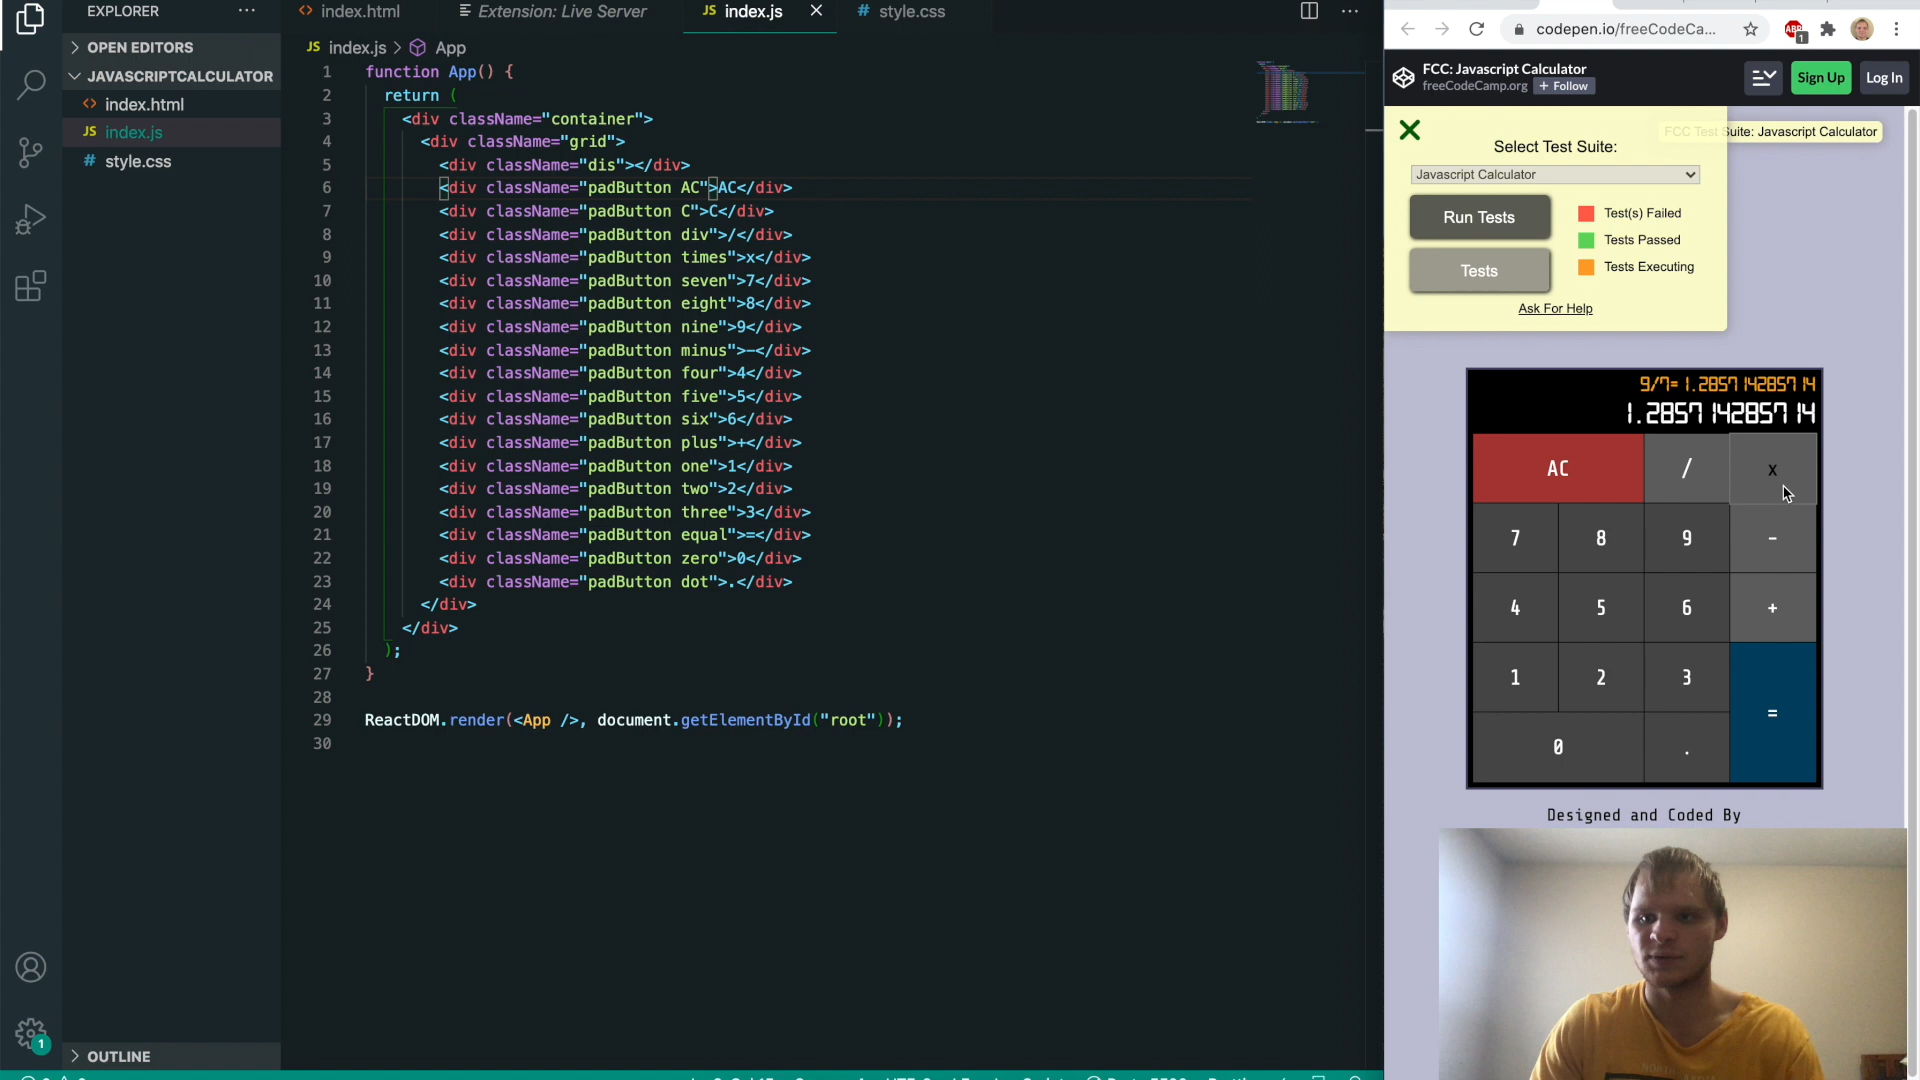 EXPLORER
OPEN EDITORS
JAVASCRIPTCALCULATOR
<> index.html
JS index.js
# style.css
OUTLINE
1
<> index.html
Extension: Live Server
JS index.js
# style.css
JS index.js > App
1 function App() {
2 return (
3 <div className="container">
4 <div className="grid">
5 <div className="dis"></div>
6 <div className="padButton AC">AC</div>
7 <div className="padButton C">C</div>
8 <div className="padButton div">/</div>
9 <div className="padButton times">x</div>
10 <div className="padButton seven">7</div>
11 <div className="padButton eight">8</div>
12 <div className="padButton nine">9</div>
13 <div className="padButton minus">–</div>
14 <div className="padButton four">4</div>
15 <div className="padButton five">5</div>
16 <div className="padButton six">6</div>
17 <div className="padButton plus">+</div>
18 <div className="padButton one">1</div>
19 <div className="padButton two">2</div>
20 <div className="padButton three">3</div>
21 <div className="padButton equal">=</div>
22 <div className="padButton zero">0</div>
23 <div className="padButton dot">.</div>
24 </div>
25 </div>
26 );
27 }
28
29 ReactDOM.render(<App />, document.getElementById("root"));
30
codepen.io/freeCodeCa...
ABP
1
FCC: Javascript Calculator
freeCodeCamp.org + Follow
Sign Up
Log In
FCC Test Suite: Javascript Calculator
Select Test Suite:
Javascript Calculator
Run Tests
Tests
Test(s) Failed
Tests Passed
Tests Executing
Ask For Help
9/7=1.285714285714
1.285714285714
AC / x
7 8 9 -
4 5 6 +
1 2 3 =
0 .
Designed and Coded By